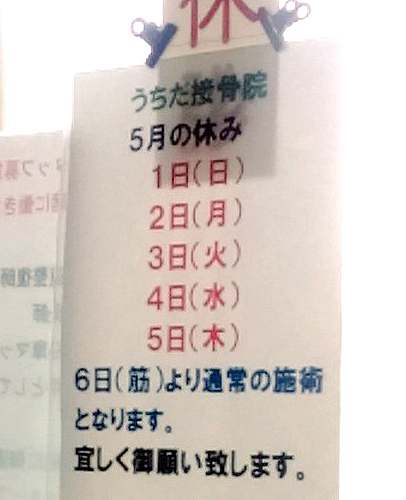 休
うちだ接骨院
5月の休み
1日(日)
2日(月)
3日(火)
4日(水)
5日(木)
6日(筋)より通常の施術
となります。
宜しく御願い致します。